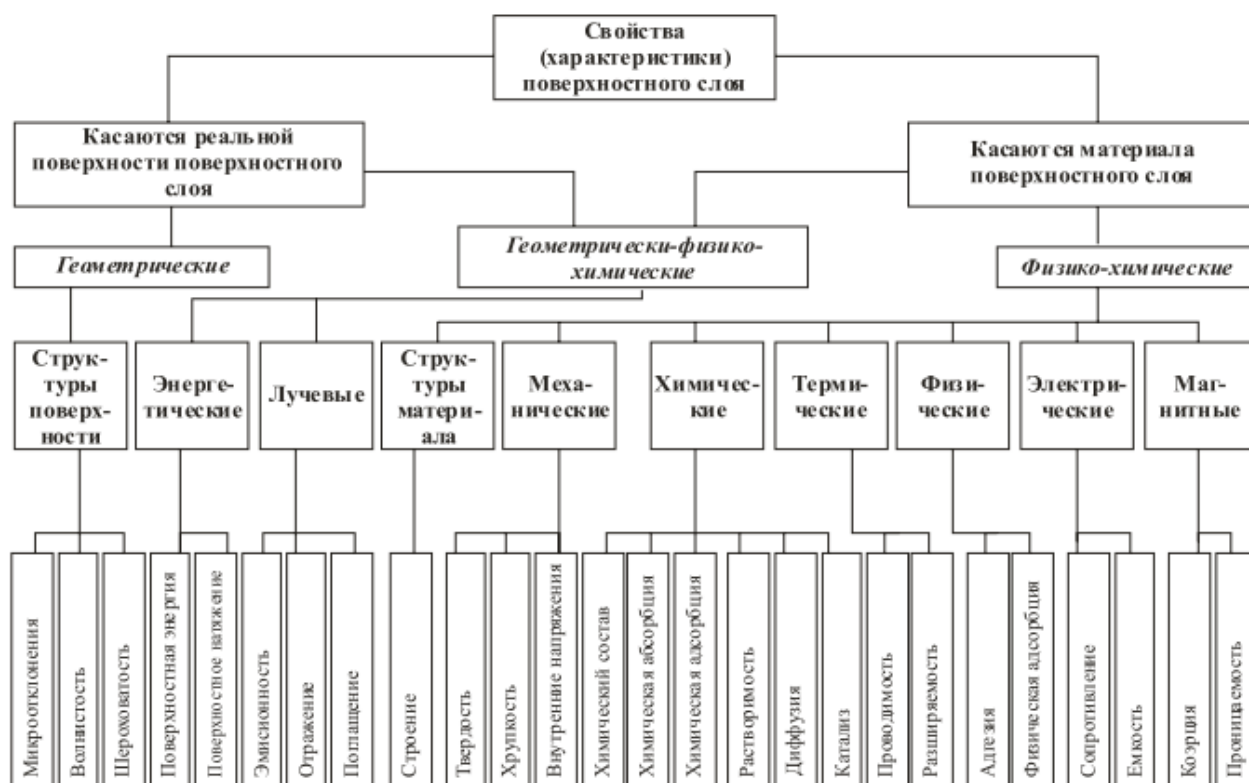 Свойства
(характеристики)
поверхностного слоя
Касаются реальной
поверхности поверхностного
слоя
Касаются материала
поверхностного слоя
Геометрические
Геометрически-физико-
химические
Физико-химические
Струк-
туры
поверх-
ности
Энерге-
тические
Лучевые
Струк-
туры
матери-
ала
Меха-
нические
Химичес-
кие
Терми-
ческие
Физи-
ческие
Электри-
ческие
Маг-
нитные
Микроотклонения
Волнистость
Шероховатость
Поверхностная энергия
Поверхностное натяжение
Эмисионность
Отражение
Поглащение
Строение
Твердость
Хрупкость
Внутренние напряжения
Химический состав
Химическая абсорбция
Химическая адсорбция
Растворимость
Диффузия
Катализ
Проводимость
Разширяемость
Адгезия
Физическая адсорбция
Сопротивление
Емкость
Коэрция
Проницаемость